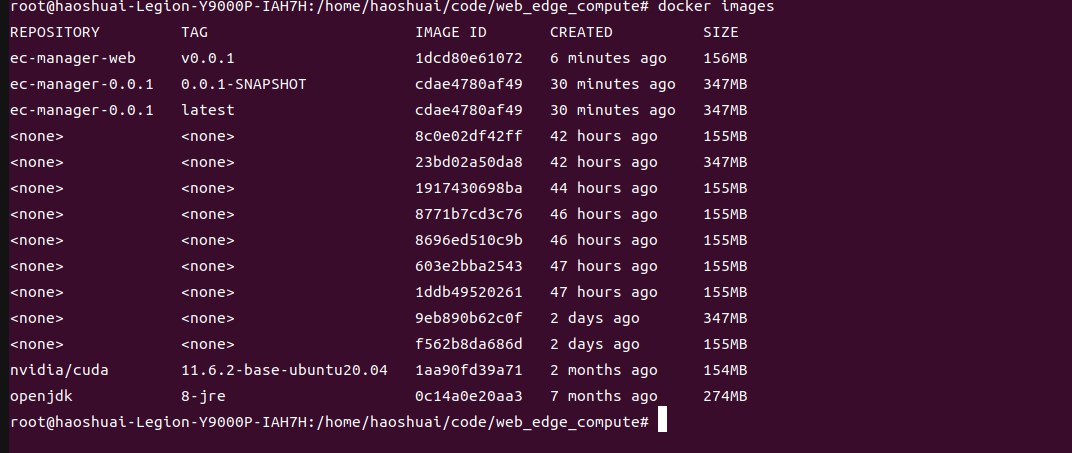 root@haoshuai-Legion-Y9000P-IAH7H:/home/haoshuai/code/web_edge_compute# docker images
REPOSITORY TAG IMAGE ID CREATED SIZE
ec-manager-web v0.0.1 1dcd80e61072 6 minutes ago 156MB
ec-manager-0.0.1 0.0.1-SNAPSHOT cdae4780af49 30 minutes ago 347MB
ec-manager-0.0.1 latest cdae4780af49 30 minutes ago 347MB
<none> <none> 8c0e02df42ff 42 hours ago 155MB
<none> <none> 23bd02a50da8 42 hours ago 347MB
<none> <none> 1917430698ba 44 hours ago 155MB
<none> <none> 8771b7cd3c76 46 hours ago 155MB
<none> <none> 8696ed510c9b 46 hours ago 155MB
<none> <none> 603e2bba2543 47 hours ago 155MB
<none> <none> 1ddb49520261 47 hours ago 155MB
<none> <none> 9eb890b62c0f 2 days ago 347MB
<none> <none> f562b8da686d 2 days ago 155MB
nvidia/cuda 11.6.2-base-ubuntu20.04 1aa90fd39a71 2 months ago 154MB
openjdk 8-jre 0c14a0e20aa3 7 months ago 274MB
root@haoshuai-Legion-Y9000P-IAH7H:/home/haoshuai/code/web_edge_compute#